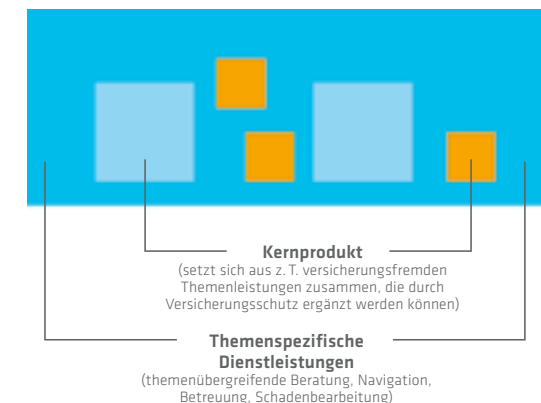 Kernprodukt
(setzt sich aus z. T. versicherungsfremden
Themenleistungen zusammen, die durch
Versicherungsschutz ergänzt werden können)
Themenspezifische
Dienstleistungen
(themenübergreifende Beratung, Navigation,
Betreuung, Schadenbearbeitung)